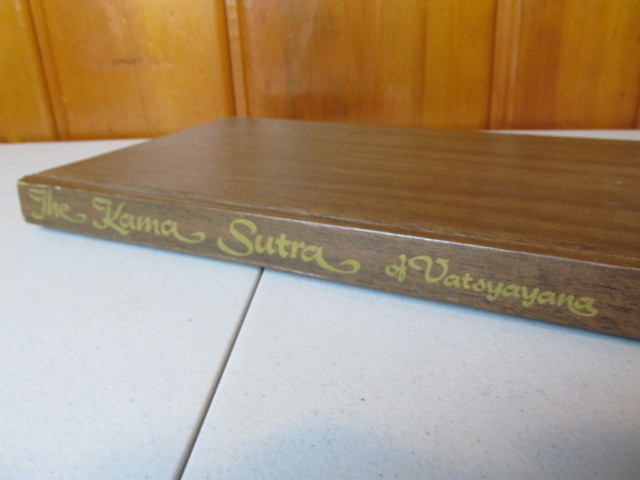 The Kama Sutra of Vatsyayana